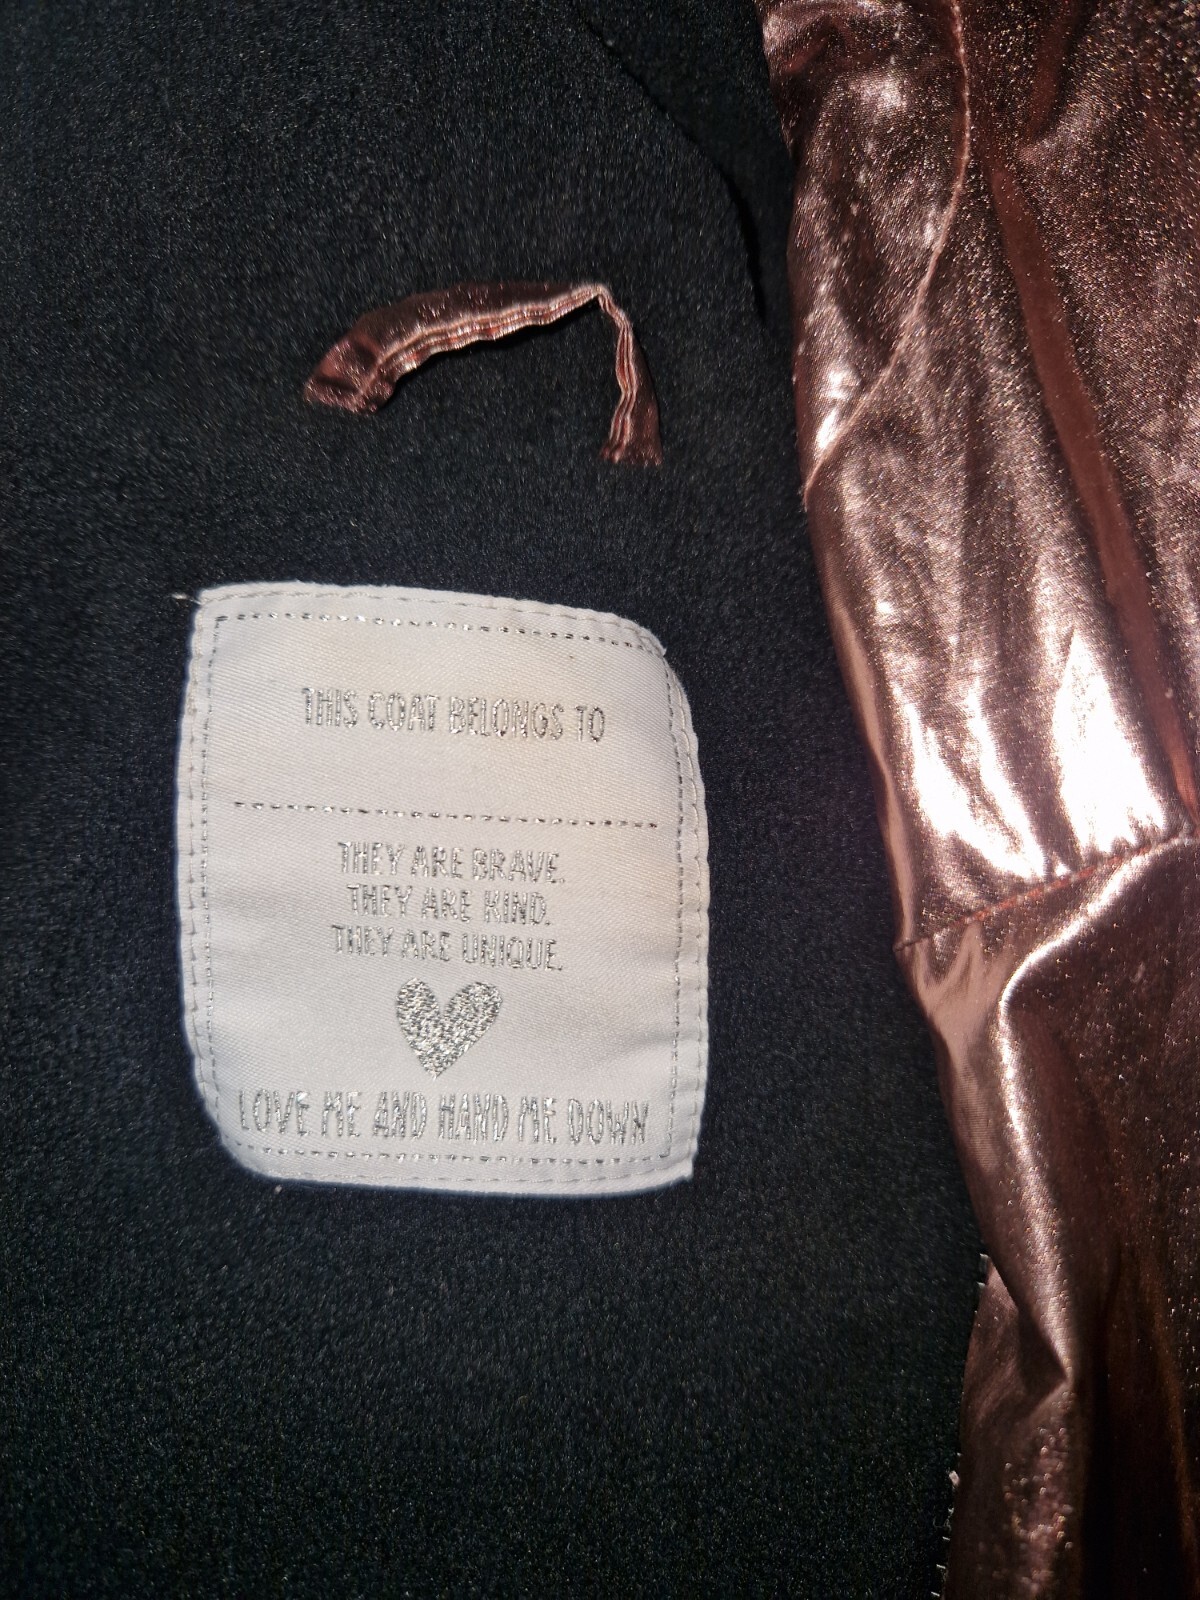 THIS COAT BELONGS TO
THEY ARE BRAVE.
THEY ARE KIND.
THEY ARE UNIQUE.
LOVE ME AND HAND ME DOWN